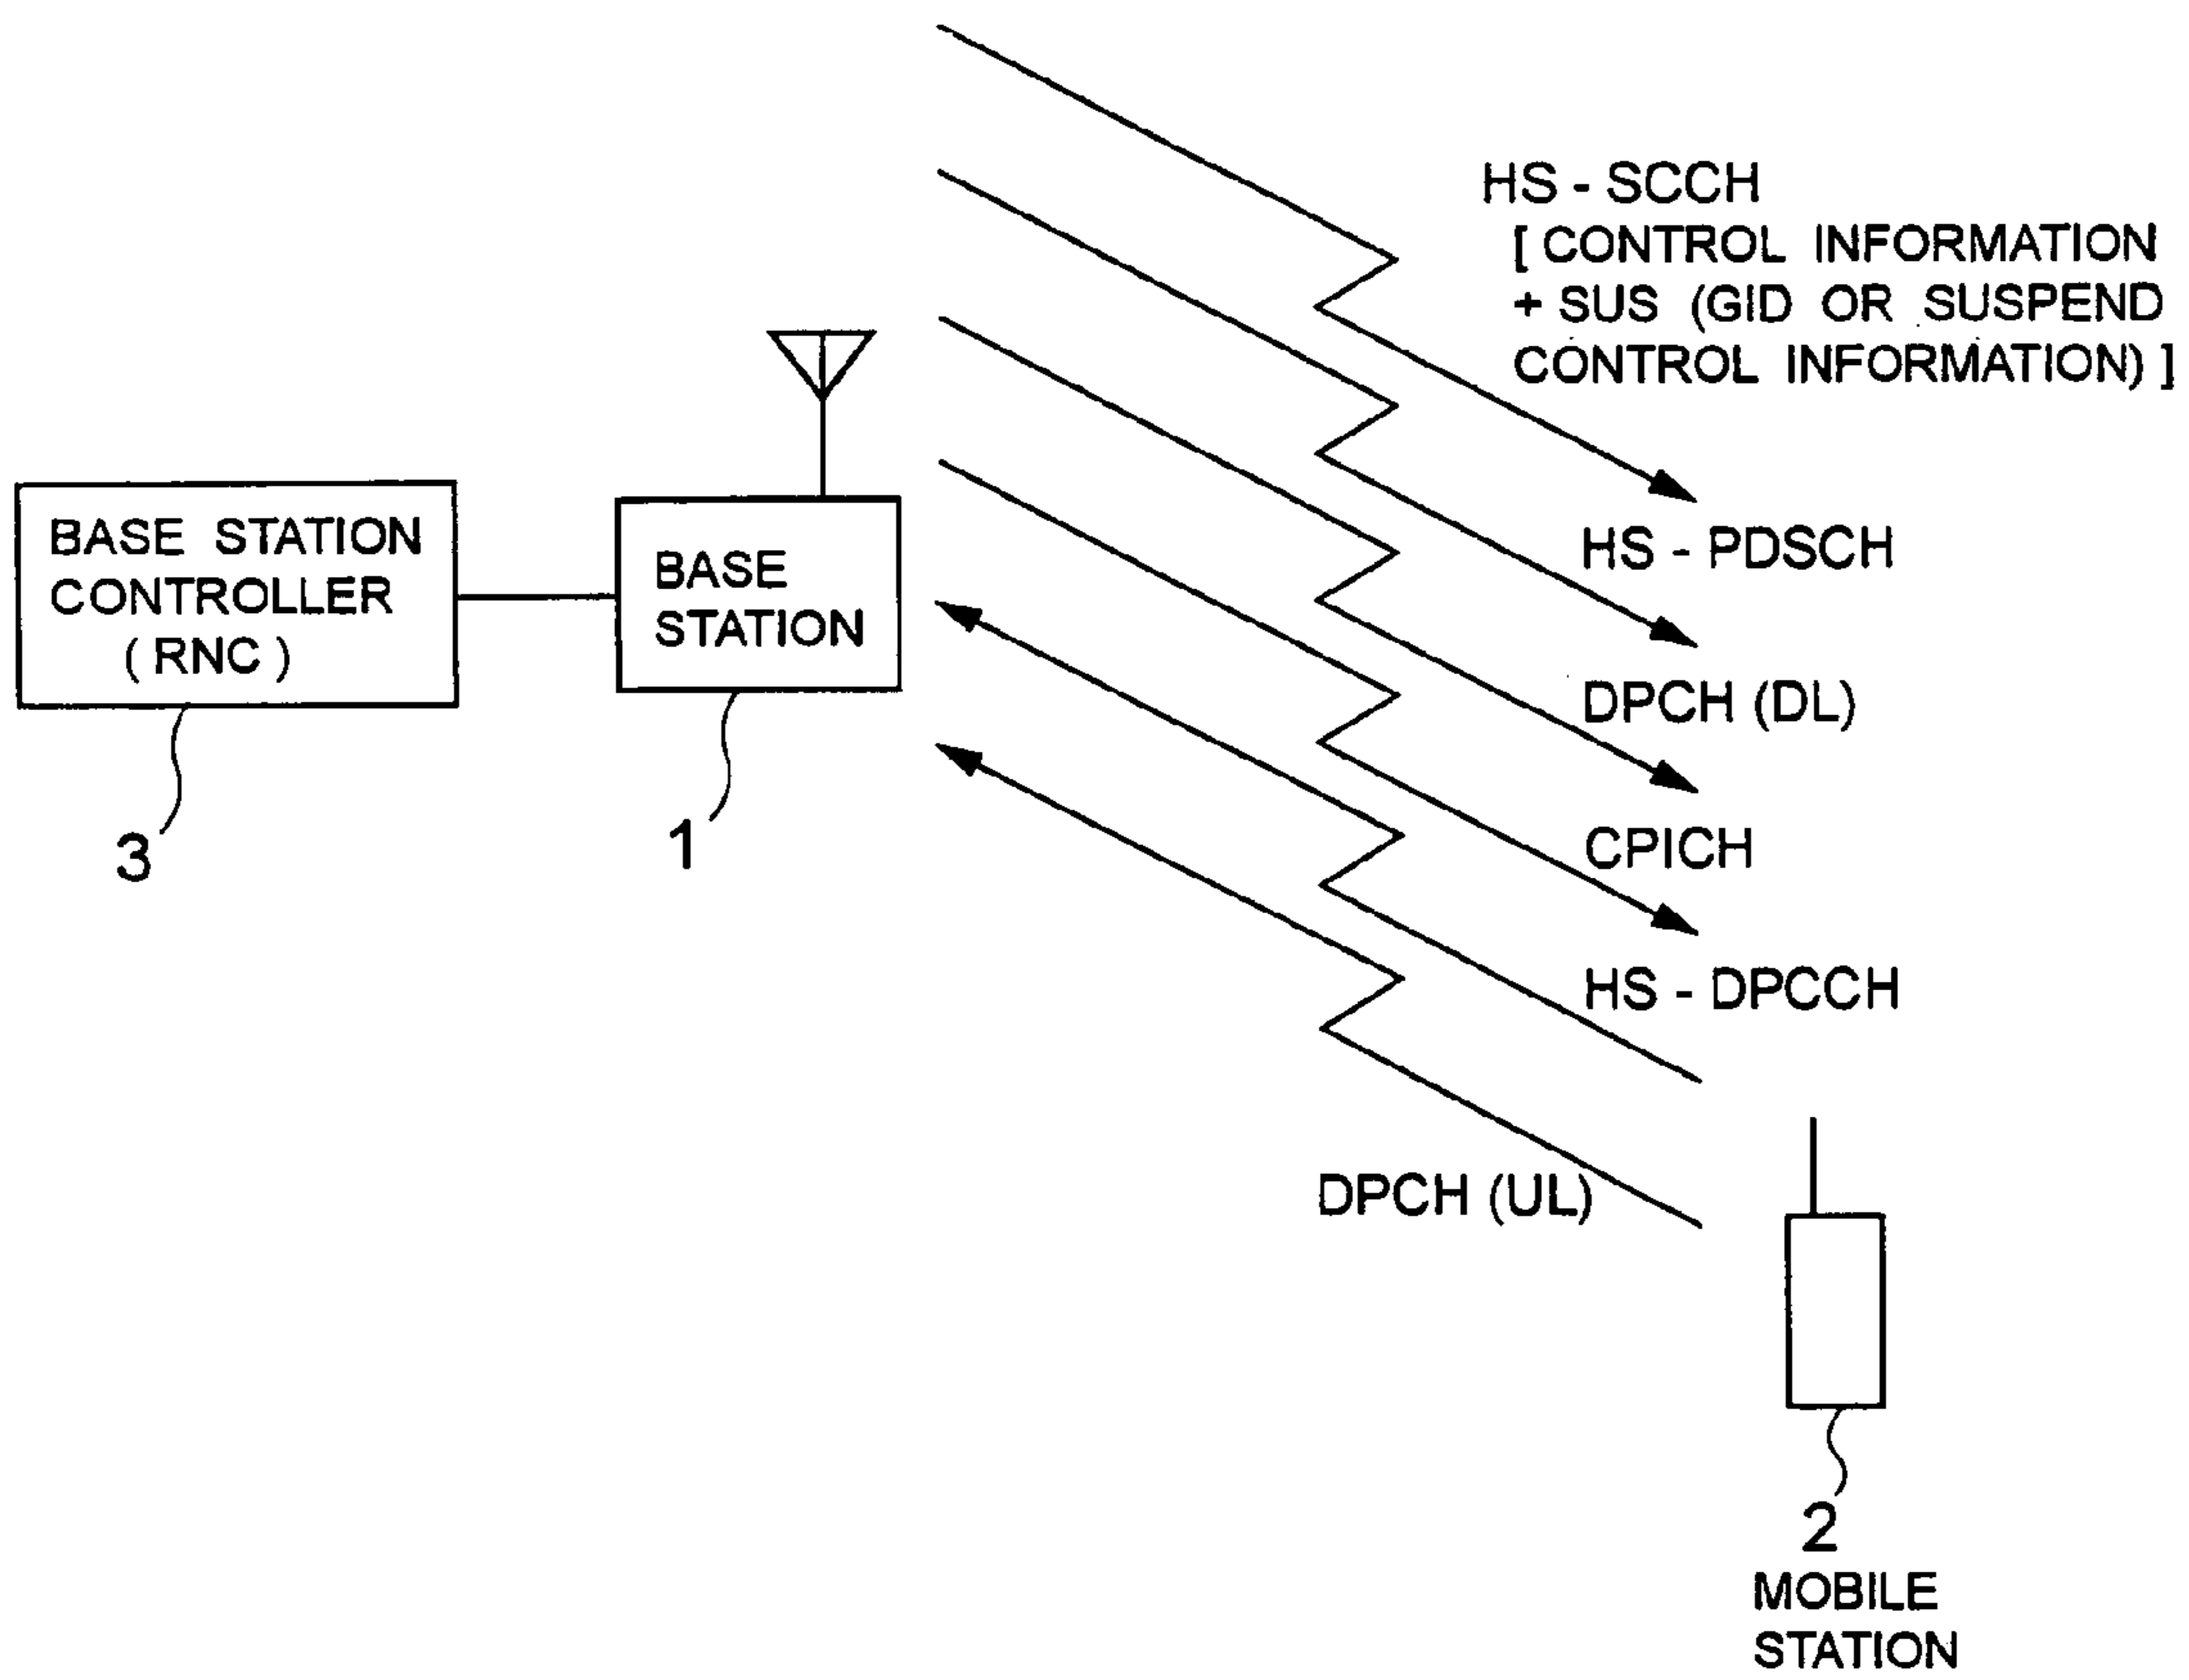 HS - SCCH
[ CONTROL INFORMATION
+ SUS (GID OR SUSPEND
CONTROL INFORMATION) ]
BASE STATION
CONTROLLER
( RNC )
3
BASE
STATION
1
HS - PDSCH
DPCH (DL)
CPICH
HS - DPCCH
DPCH (UL)
2
MOBILE
STATION